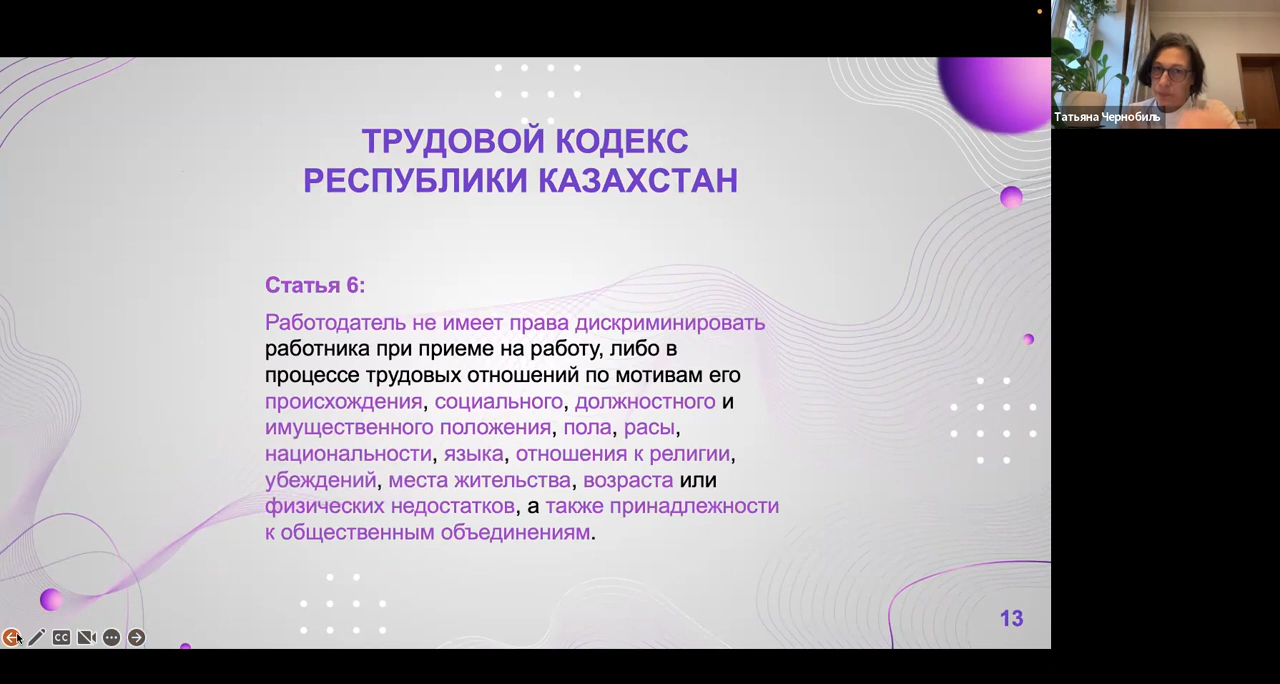 ТРУДОВОЙ КОДЕКС
РЕСПУБЛИКИ КАЗАХСТАН
Статья 6:
Работодатель не имеет права дискриминировать
работника при приеме на работу, либо в
процессе трудовых отношений по мотивам его
происхождения, социального, должностного и
имущественного положения, пола, расы,
национальности, языка, отношения к религии,
убеждений, места жительства, возраста или
физических недостатков, а также принадлежности
к общественным объединениям.
13
CC
Татьяна Чернобиль